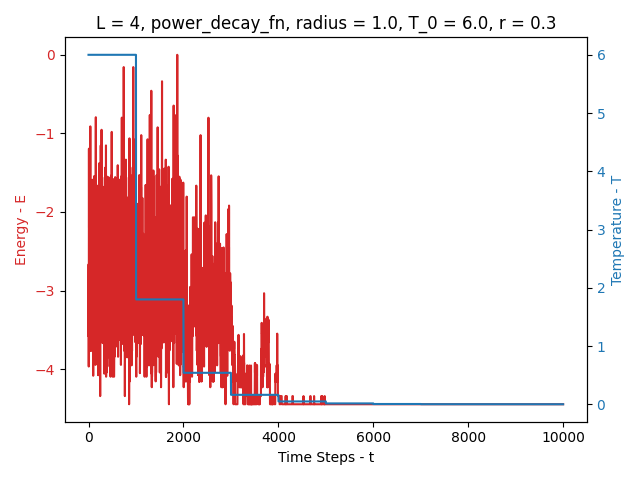 L = 4, power_decay_fn, radius = 1.0, T_0 = 6.0, r = 0.3
0
−1
−2
−3
−4
Energy - E
6
5
4
3
2
1
0
Temperature - T
0 2000 4000 6000 8000 10000
Time Steps - t